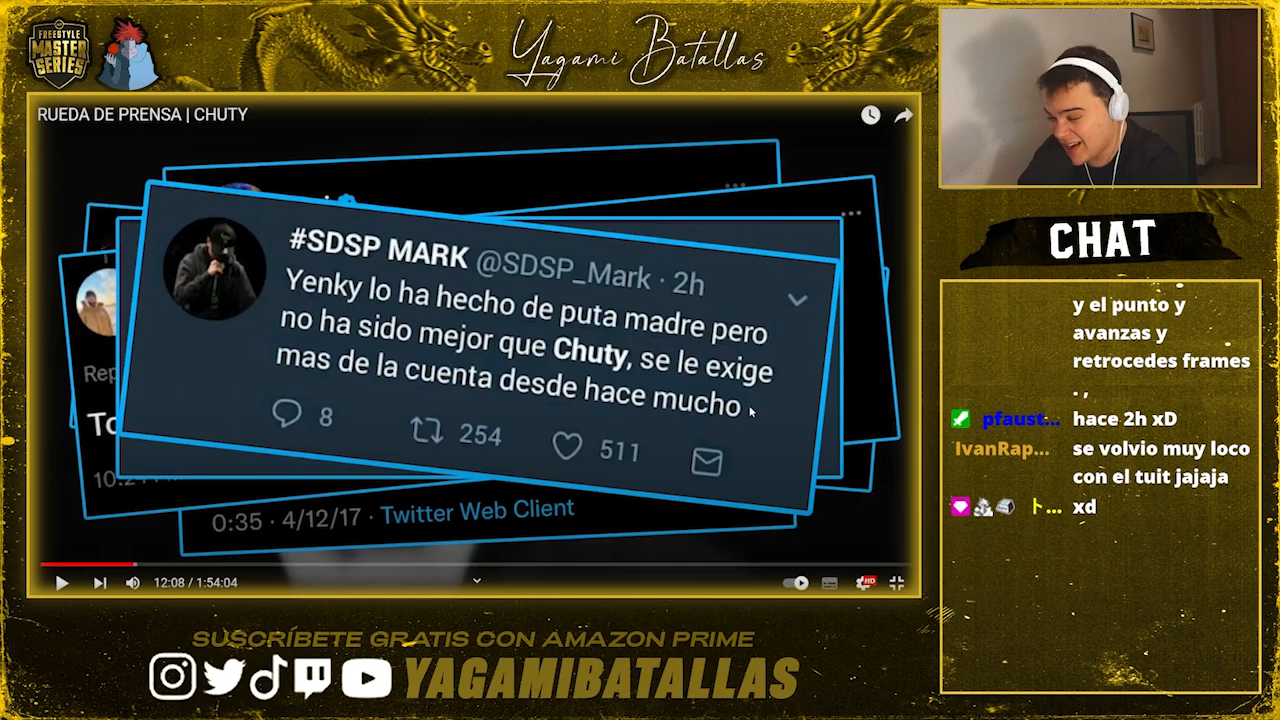 FREESTYLE
MASTER
SERIES
Yagami Batallas
RUEDA DE PRENSA | CHUTY
#SDSP MARK @SDSP_Mark · 2h
Yenky lo ha hecho de puta madre pero
no ha sido mejor que Chuty, se le exige
mas de la cuenta desde hace mucho
8 254 511
Rep
To
0:35 · 4/12/17 · Twitter Web Client
12:08 / 1:54:04
HD
CHAT
y el punto y
avanzas y
retrocedes frames
. ,
pfaust... hace 2h xD
IvanRap... se volvio muy loco
con el tuit jajaja
ト... xd
SUSCRÍBETE GRATIS CON AMAZON PRIME
YAGAMIBATALLAS